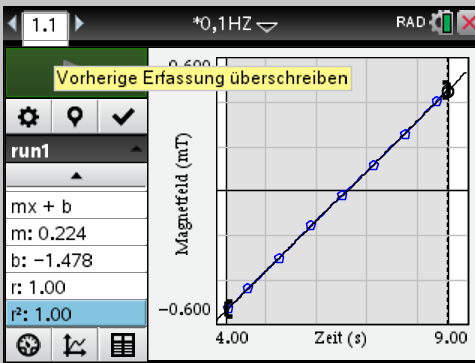 1.1
*0,1HZ
RAD
Vorherige Erfassung überschreiben
run1
mx + b
m: 0.224
b: −1.478
r: 1.00
r²: 1.00
0.600
Magnetfeld (mT)
−0.600
4.00
Zeit (s)
9.00